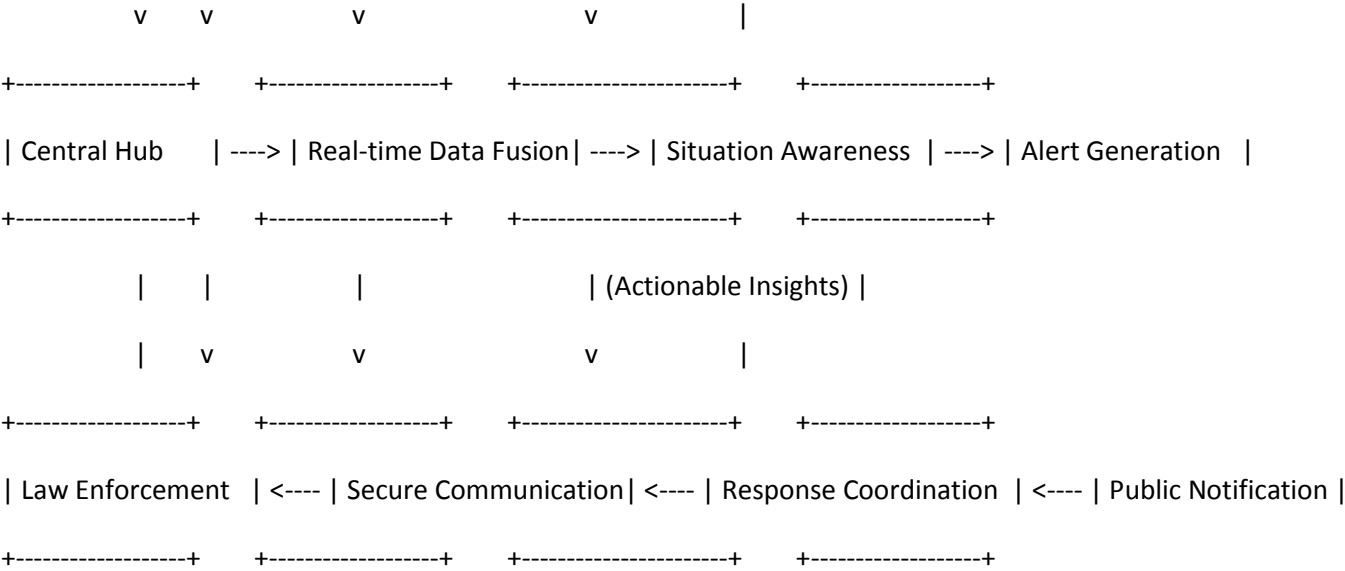 v v v v |
+-------------------+ +-------------------+ +-----------------------+ +-------------------+
| Central Hub | ----> | Real-time Data Fusion| ----> | Situation Awareness | ----> | Alert Generation |
+-------------------+ +-------------------+ +-----------------------+ +-------------------+
| | | | (Actionable Insights) |
| v v v |
+-------------------+ +-------------------+ +-----------------------+ +-------------------+
| Law Enforcement | <---- | Secure Communication| <---- | Response Coordination | <---- | Public Notification |
+-------------------+ +-------------------+ +-----------------------+ +-------------------+